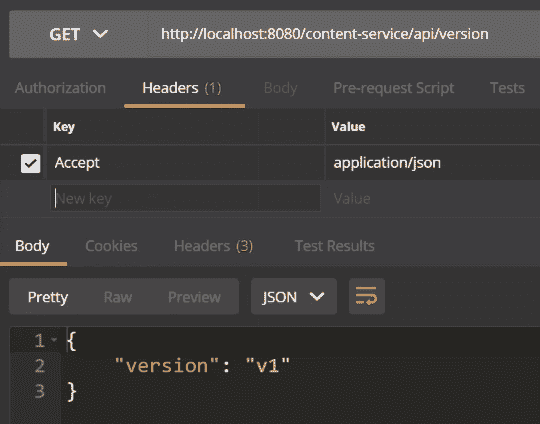 GET http://localhost:8080/content-service/api/version
Authorization Headers (1) Body Pre-request Script Tests
Key Value
Accept application/json
New key Value
Body Cookies Headers (3) Test Results
Pretty Raw Preview JSON
1 {
2 "version": "v1"
3 }